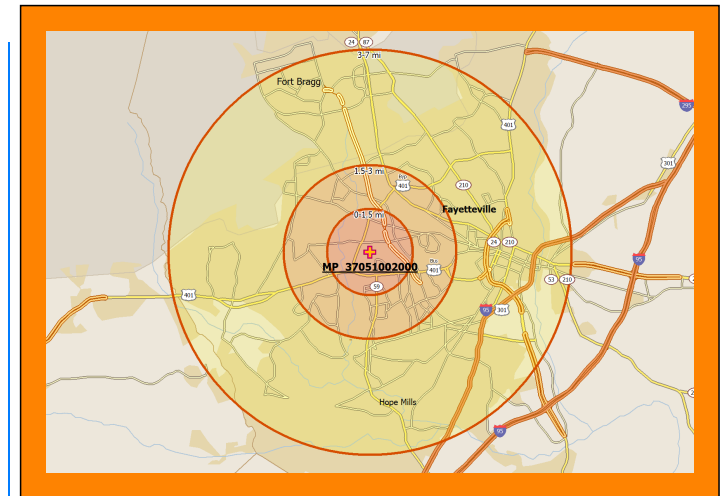 24 87
3-7 mi
Fort Bragg
295
401
301
1.5-3 mi
401
210
Fayetteville
0-1.5 mi
24 210
MP_37051002000
Bus
401
95
53 210
59
401
95 301
Hope Mills
95